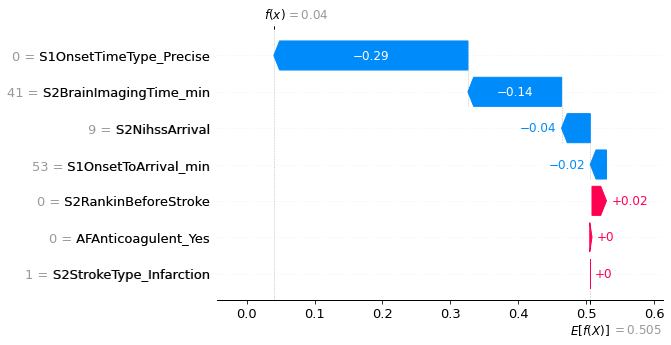 f(x) = 0.04
0 = S1OnsetTimeType_Precise
−0.29
41 = S2BrainImagingTime_min
−0.14
9 = S2NihssArrival
−0.04
53 = S1OnsetToArrival_min
−0.02
0 = S2RankinBeforeStroke
+0.02
0 = AFAnticoagulent_Yes
+0
1 = S2StrokeType_Infarction
+0
0.0 0.1 0.2 0.3 0.4 0.5 0.6
E[f(X)] = 0.505